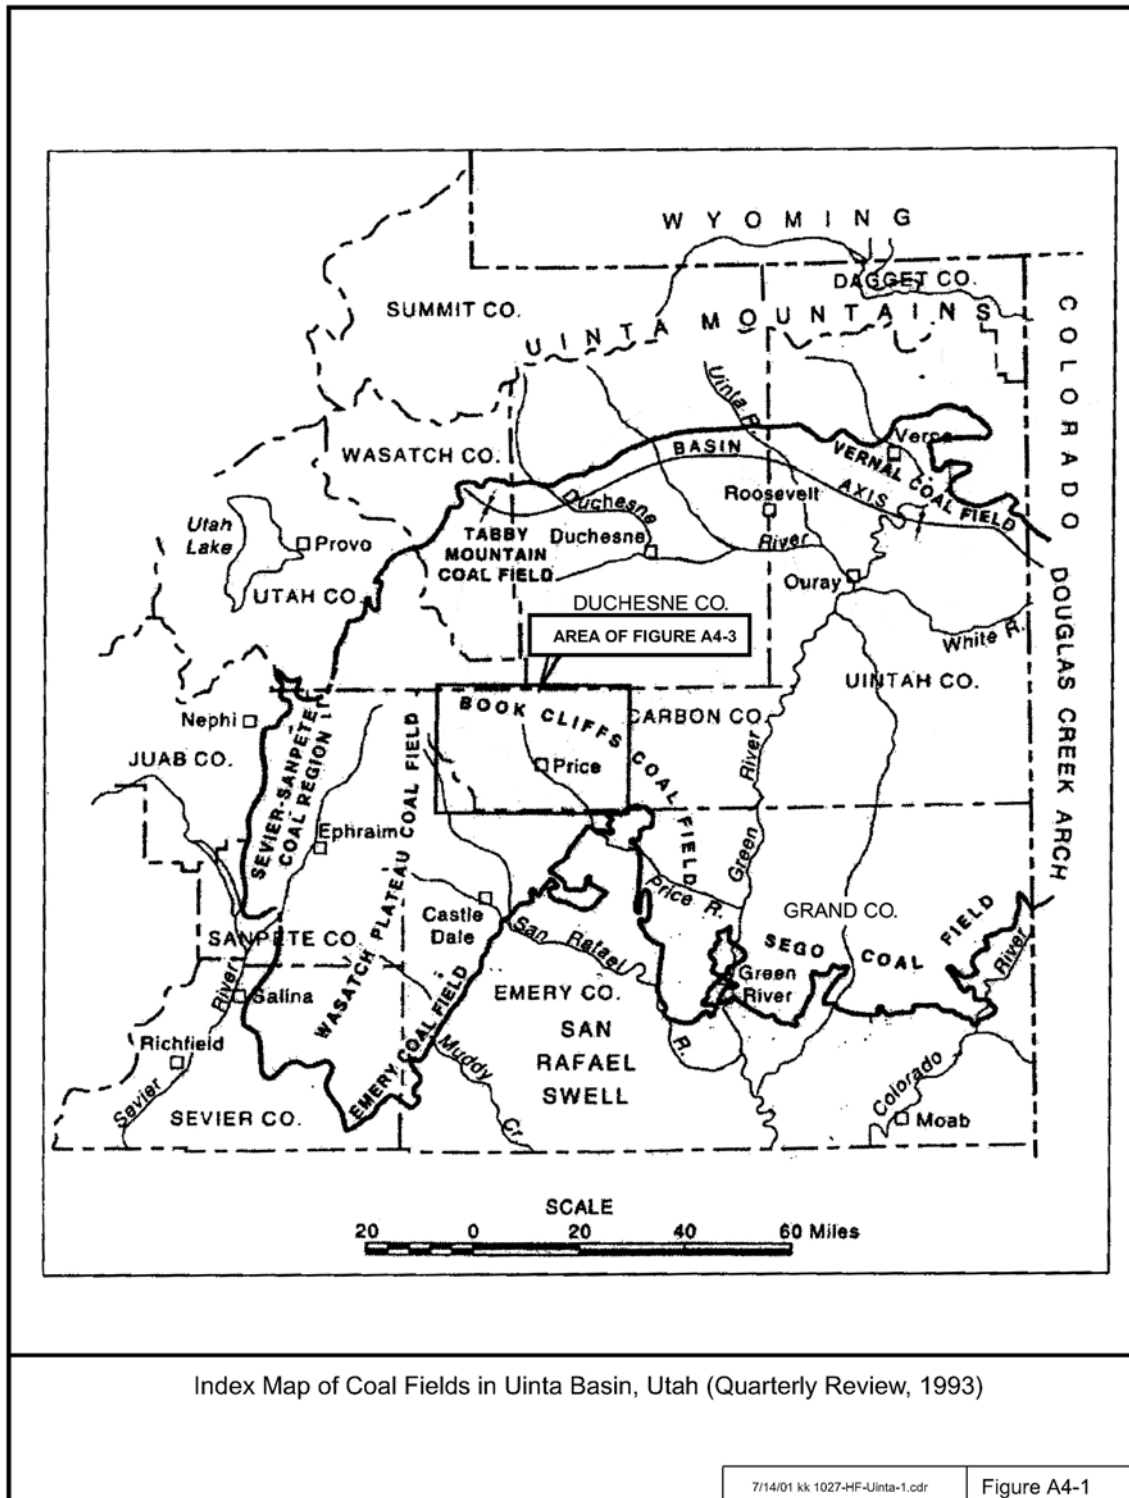 WYOMING
DAGGET CO.
SUMMIT CO.
UINTA MOUNTAINS
COLORADO
Uinta R.
WASATCH CO.
BASIN AXIS
VERNAL COAL FIELD
Roosevelt
Duchesne River
Utah
Lake
Provo
TABBY
MOUNTAIN
COAL FIELD
Duchesne
Ouray
UTAH CO.
DUCHESNE CO.
AREA OF FIGURE A4-3
White R.
DOUGLAS CREEK ARCH
UINTAH CO.
Nephi
BOOK CLIFFS COAL FIELD
CARBON CO.
JUAB CO.
Price
Green River
SEVIER-SANPETE
COAL REGION
Ephraim
WASATCH PLATEAU COAL FIELD
Castle
Dale
Price R.
GRAND CO.
SEGO COAL FIELD
SANPETE CO.
San Rafael R.
Green
River
River
Salina
EMERY CO.
SAN
RAFAEL
SWELL
EMERY COAL FIELD
Richfield
Sevier River
Muddy Cr.
Colorado
Moab
SEVIER CO.
SCALE
20 0 20 40 60 Miles
Index Map of Coal Fields in Uinta Basin, Utah (Quarterly Review, 1993)
7/14/01 kk 1027-HF-Uinta-1.cdr
Figure A4-1